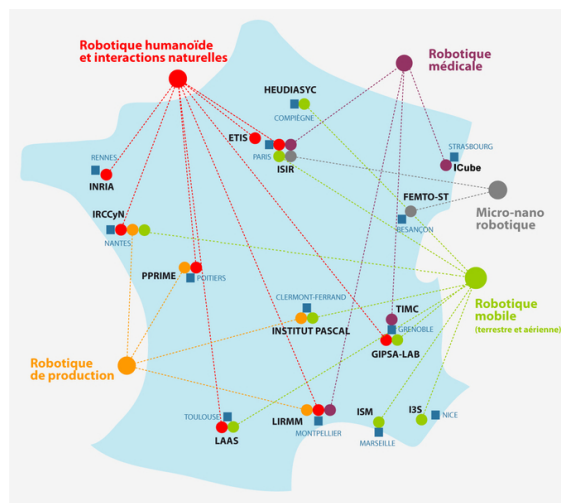 Robotique humanoïde
et interactions naturelles
Robotique
médicale
HEUDIASYC
COMPIÈGNE
ETIS
PARIS
ISIR
STRASBOURG
ICube
RENNES
INRIA
FEMTO-ST
BESANÇON
Micro-nano
robotique
IRCCyN
NANTES
PPRIME
POITIERS
CLERMONT-FERRAND
INSTITUT PASCAL
TIMC
GRENOBLE
GIPSA-LAB
Robotique
mobile
(terrestre et aérienne)
Robotique
de production
TOULOUSE
LAAS
LIRMM
MONTPELLIER
ISM
MARSEILLE
I3S
NICE